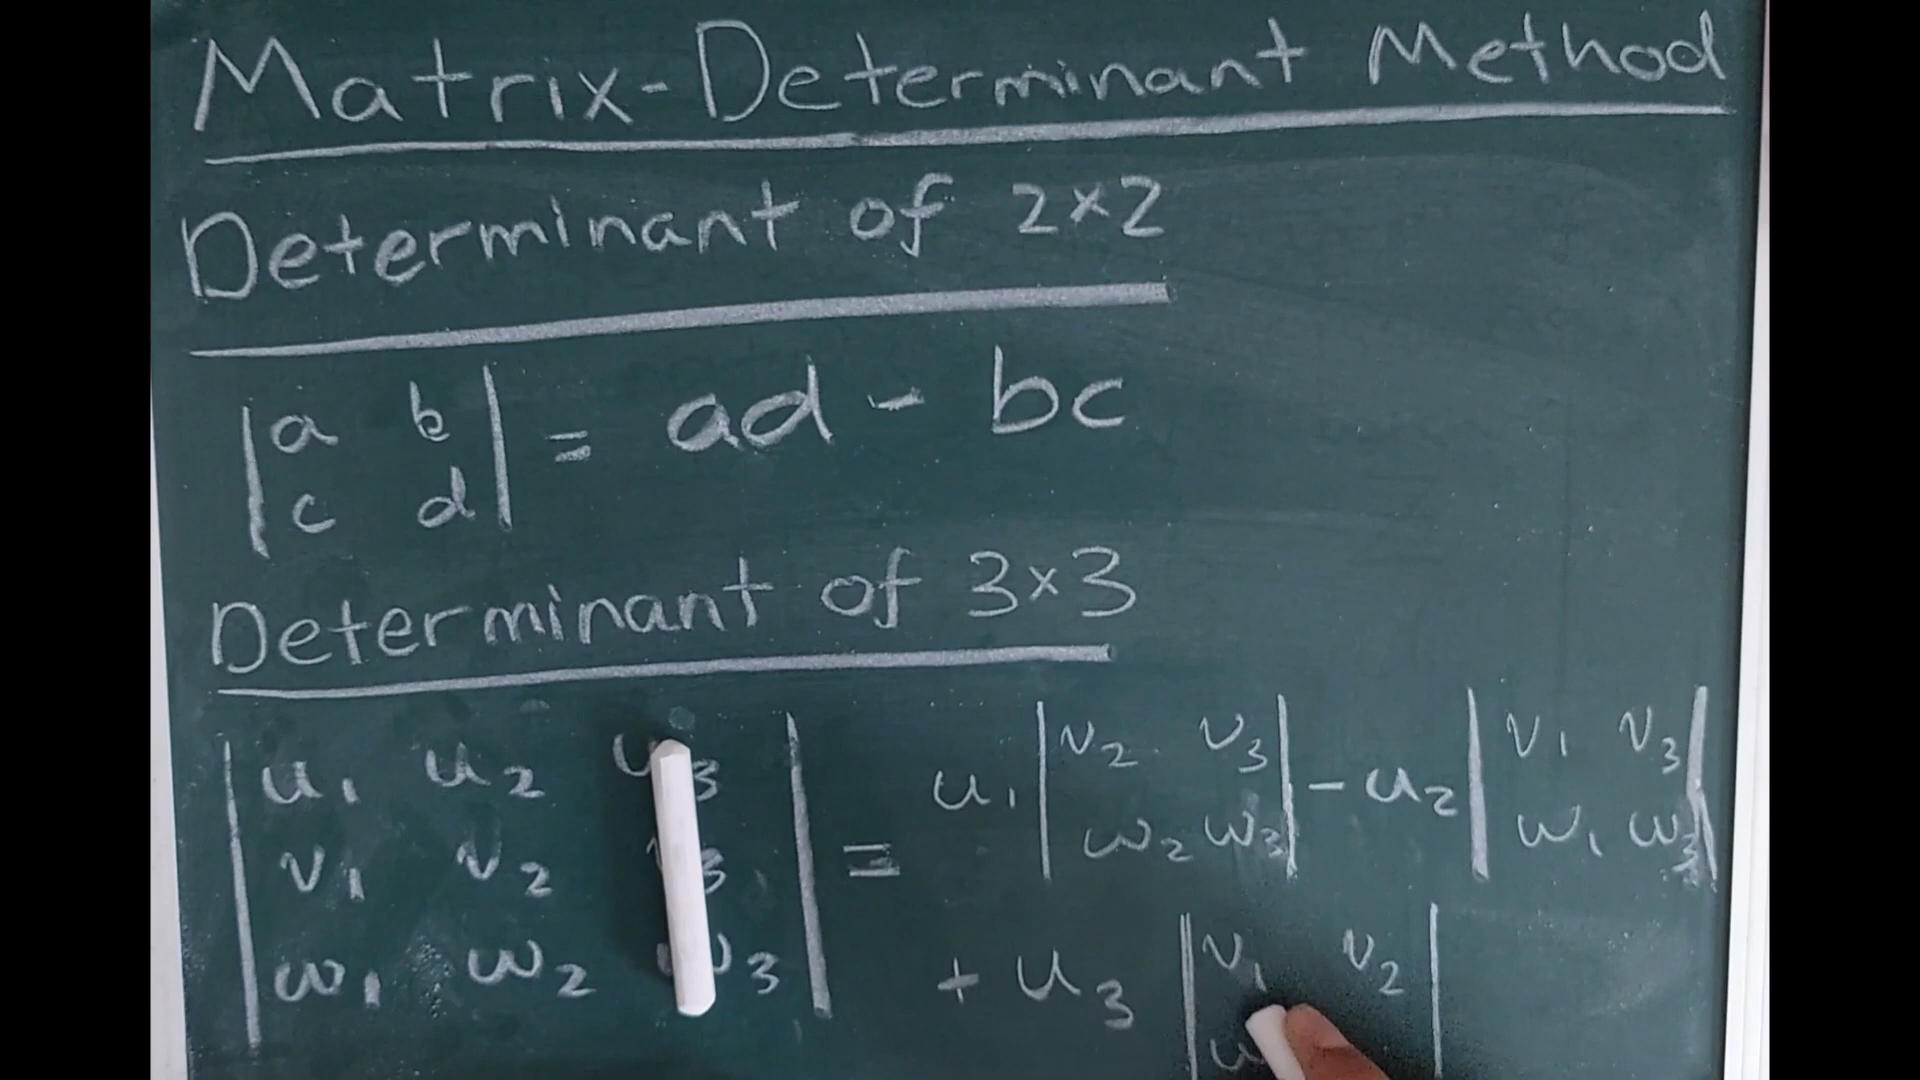 Matrix-Determinant Method
Determinant of 2×2
|a b| = ad - bc
|c d|
Determinant of 3×3
|u1 u2 u3|
|v1 v2 v3| = u1 |v2 v3| - u2 |v1 v3|
|w2 w3| |w1 w3|
|w1 w2 w3| + u3 |v1 v2|
|w